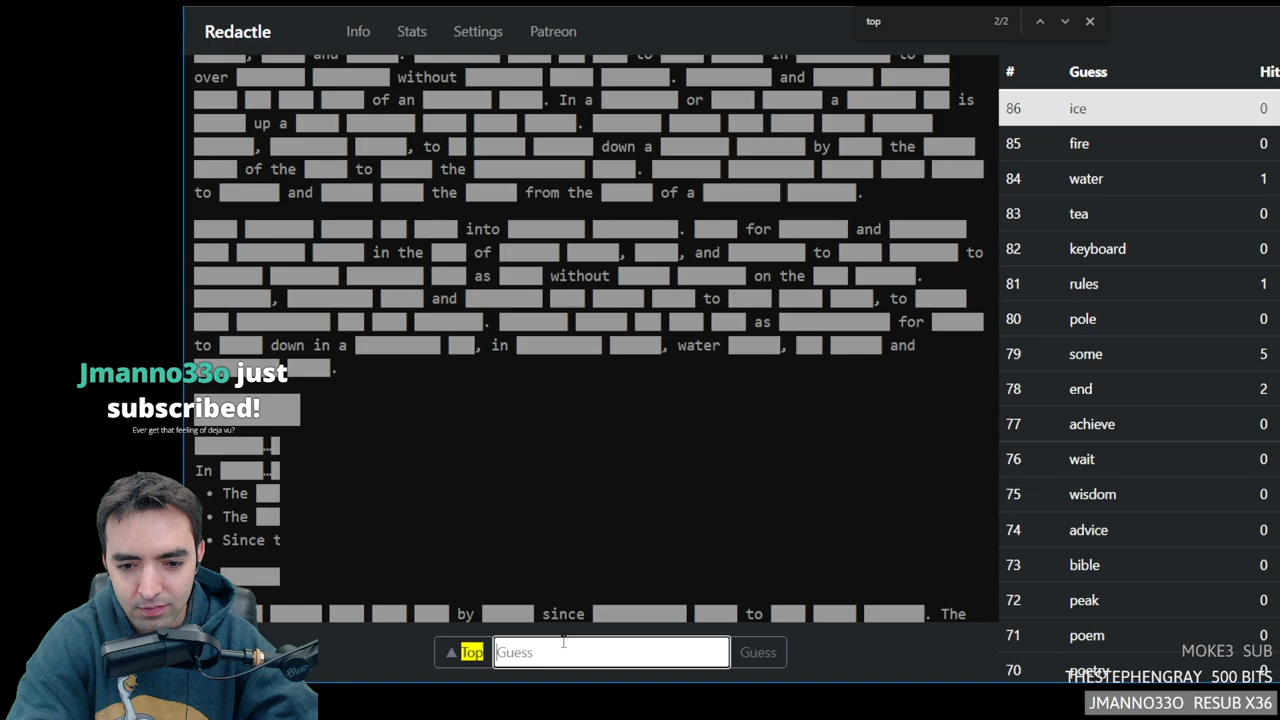 top 2/2
Redactle Info Stats Settings Patreon
, and .
over without . and
of an . In a or a is
up a .
, , to down a by the
of the to the .
to and the from the of a .
into . for and
in the of , , and to to
as without on the .
, and to , to
. as for
to down in a , in , water , and
.
…
In …
• The
• The
• Since t
by since to . The
▲ Top Guess Guess
# Guess Hit
86 ice 0
85 fire 0
84 water 1
83 tea 0
82 keyboard 0
81 rules 1
80 pole 0
79 some 5
78 end 2
77 achieve 0
76 wait 0
75 wisdom 0
74 advice 0
73 bible 0
72 peak 0
71 poem 0
70 poetry 0
Jmanno33o just
subscribed!
Ever get that feeling of deja vu?
Blue
MOKE3 SUB
THESTEPHENGRAY 500 BITS
JMANNO33O RESUB X36